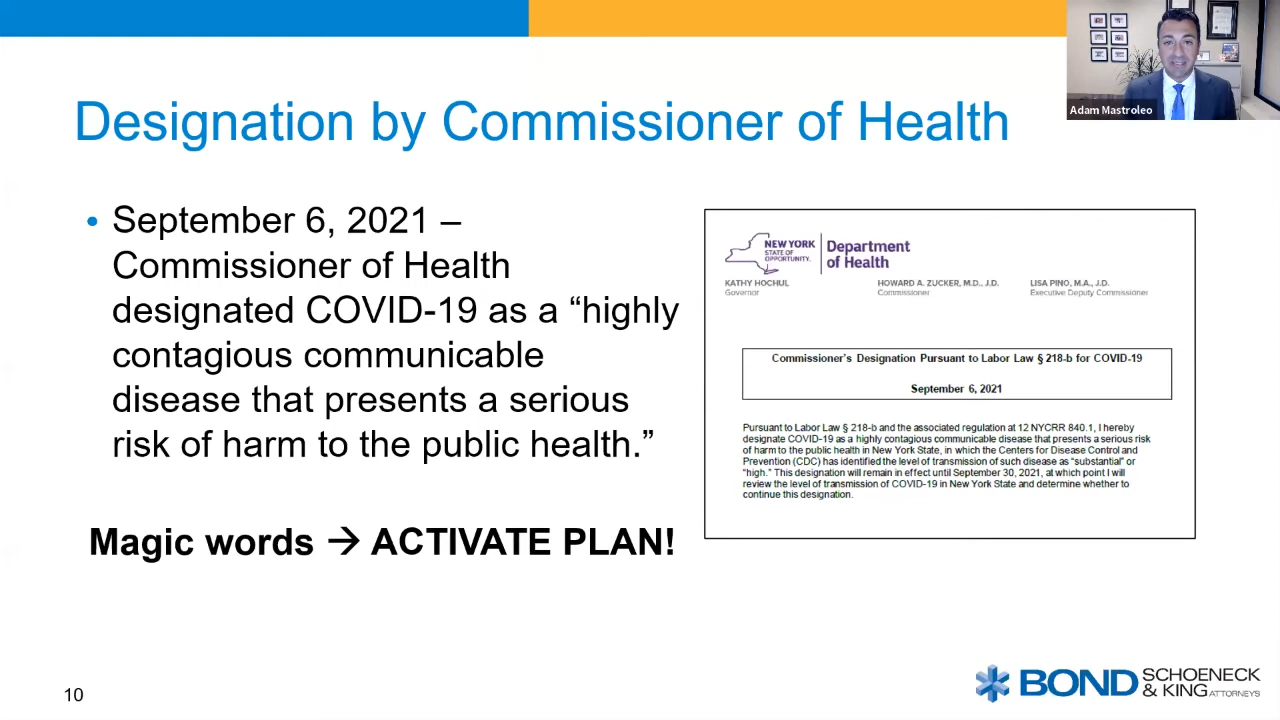 Adam Mastroleo
Designation by Commissioner of Health
• September 6, 2021 –
Commissioner of Health
designated COVID-19 as a “highly
contagious communicable
disease that presents a serious
risk of harm to the public health.”
Magic words → ACTIVATE PLAN!
NEW YORK
STATE OF
OPPORTUNITY.
Department
of Health
KATHY HOCHUL
Governor
HOWARD A. ZUCKER, M.D., J.D.
Commissioner
LISA PINO, M.A., J.D.
Executive Deputy Commissioner
Commissioner's Designation Pursuant to Labor Law § 218-b for COVID-19
September 6, 2021
Pursuant to Labor Law § 218-b and the associated regulation at 12 NYCRR 840.1, I hereby
designate COVID-19 as a highly contagious communicable disease that presents a serious risk
of harm to the public health in New York State, in which the Centers for Disease Control and
Prevention (CDC) has identified the level of transmission of such disease as “substantial” or
“high.” This designation will remain in effect until September 30, 2021, at which point I will
review the level of transmission of COVID-19 in New York State and determine whether to
continue this designation.
10
BOND SCHOENECK
& KING ATTORNEYS